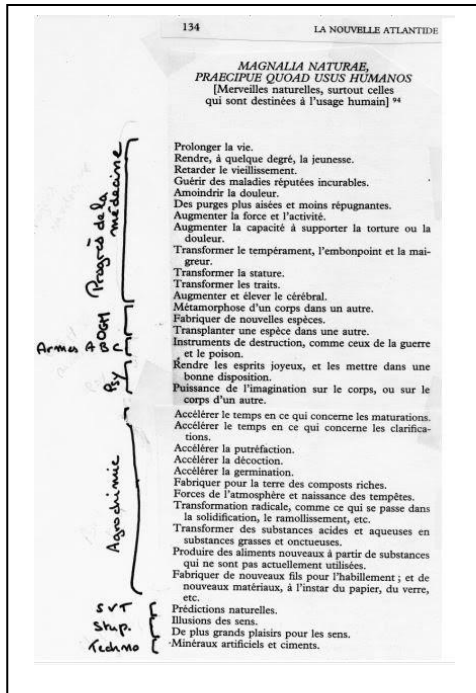 134 LA NOUVELLE ATLANTIDE
MAGNALIA NATURAE,
PRAECIPUE QUOAD USUS HUMANOS
[Merveilles naturelles, surtout celles
qui sont destinées à l'usage humain] 94
Prolonger la vie.
Rendre, à quelque degré, la jeunesse.
Retarder le vieillissement.
Guérir des maladies réputées incurables.
Amoindrir la douleur.
Des purges plus aisées et moins répugnantes.
Augmenter la force et l'activité.
Augmenter la capacité à supporter la torture ou la
douleur.
Transformer le tempérament, l'embonpoint et la mai-
greur.
Transformer la stature.
Transformer les traits.
Augmenter et élever le cérébral.
Métamorphose d'un corps dans un autre.
Fabriquer de nouvelles espèces.
Transplanter une espèce dans une autre.
Instruments de destruction, comme ceux de la guerre
et le poison.
Rendre les esprits joyeux, et les mettre dans une
bonne disposition.
Puissance de l'imagination sur le corps, ou sur le
corps d'un autre.
Accélérer le temps en ce qui concerne les maturations.
Accélérer le temps en ce qui concerne les clarifica-
tions.
Accélérer la putréfaction.
Accélérer la décoction.
Accélérer la germination.
Fabriquer pour la terre des composts riches.
Forces de l'atmosphère et naissance des tempêtes.
Transformation radicale, comme ce qui se passe dans
la solidification, le ramollissement, etc.
Transformer des substances acides et aqueuses en
substances grasses et onctueuses.
Produire des aliments nouveaux à partir de substances
qui ne sont pas actuellement utilisées.
Fabriquer de nouveaux fils pour l'habillement ; et de
nouveaux matériaux, à l'instar du papier, du verre,
etc.
Prédictions naturelles.
Illusions des sens.
De plus grands plaisirs pour les sens.
Minéraux artificiels et ciments.
Progrès de la
médecine
OGM
Armes A B C
Psy
Agrochimie
SVT
Stup.
Techno